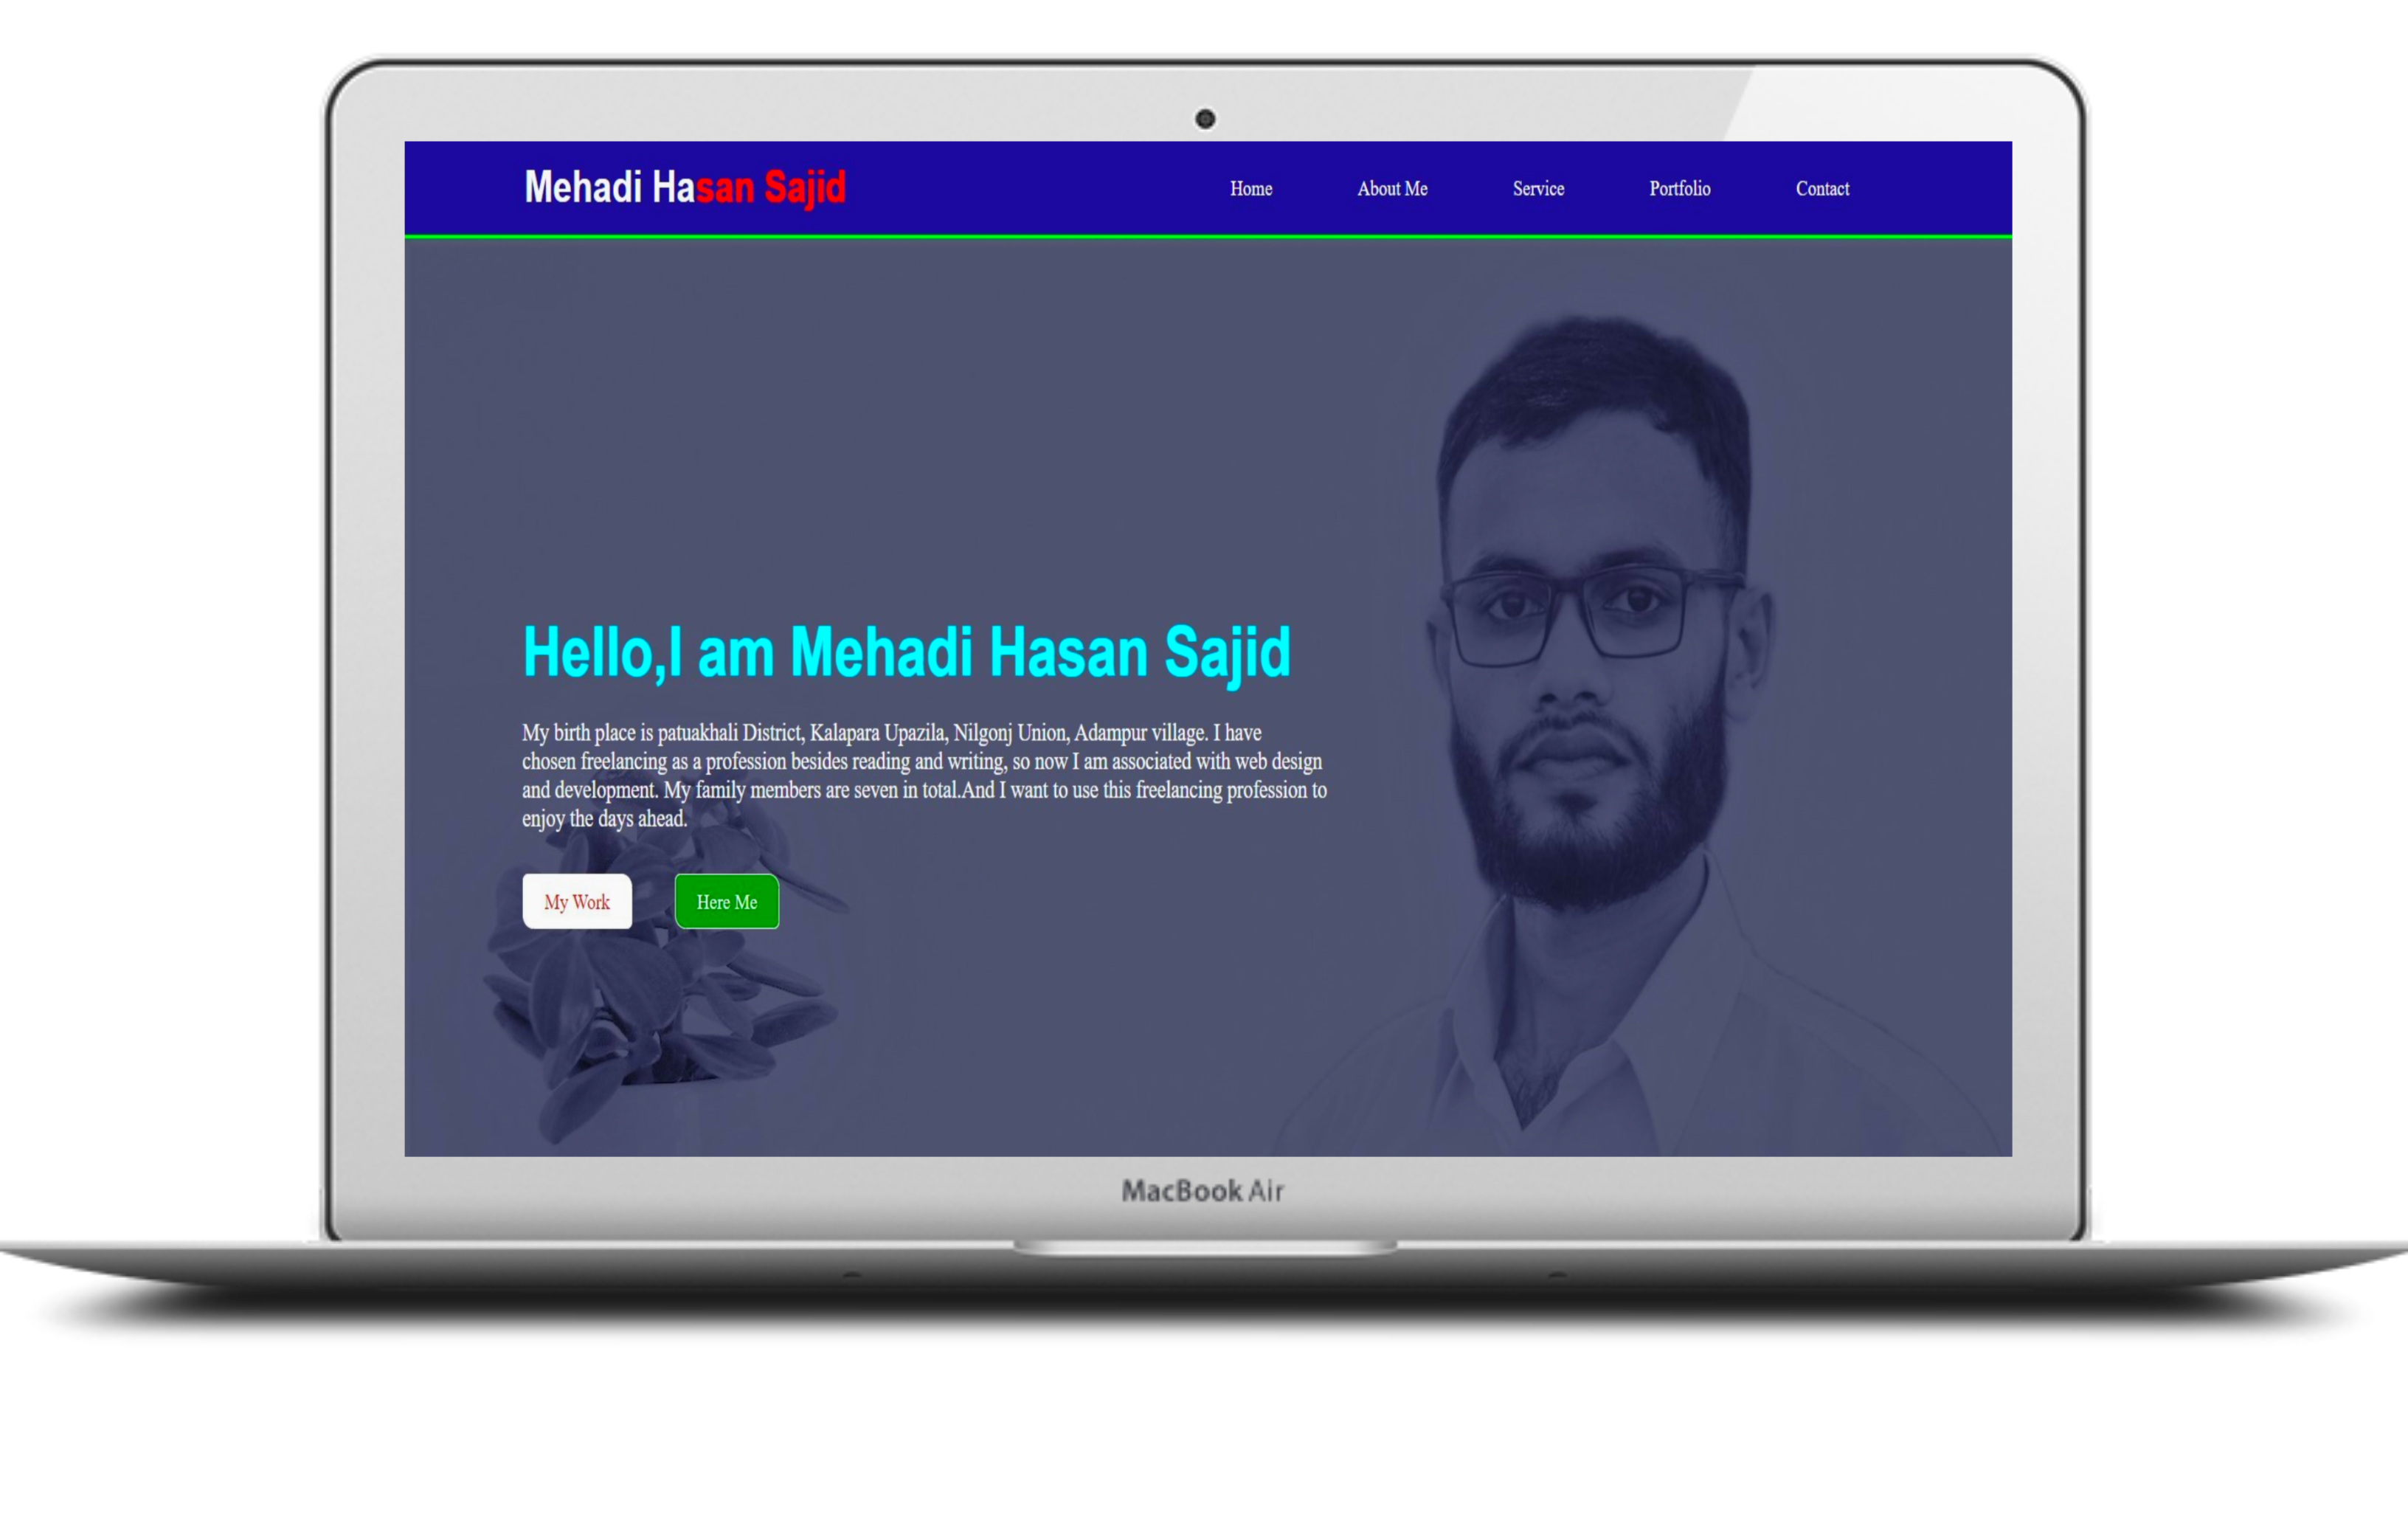 Mehadi Hasan Sajid
Home About Me Service Portfolio Contact
Hello,I am Mehadi Hasan Sajid
My birth place is patuakhali District, Kalapara Upazila, Nilgonj Union, Adampur village. I have
chosen freelancing as a profession besides reading and writing, so now I am associated with web design
and development. My family members are seven in total.And I want to use this freelancing profession to
enjoy the days ahead.
My Work Here Me
MacBook Air